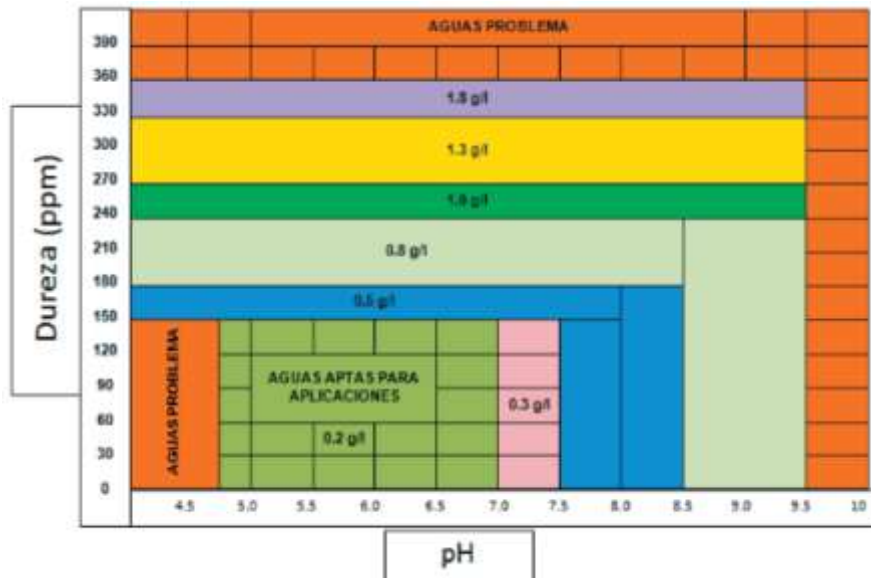 AGUAS PROBLEMA
390
360
330
300
270
240
210
180
150
120
90
60
30
0
Dureza (ppm)
1.8 g/l
1.3 g/l
1.0 g/l
0.8 g/l
0.5 g/l
AGUAS PROBLEMA
AGUAS APTAS PARA
APLICACIONES
0.2 g/l
0.3 g/l
4.5 5.0 5.5 6.0 6.5 7.0 7.5 8.0 8.5 9.0 9.5 10
pH